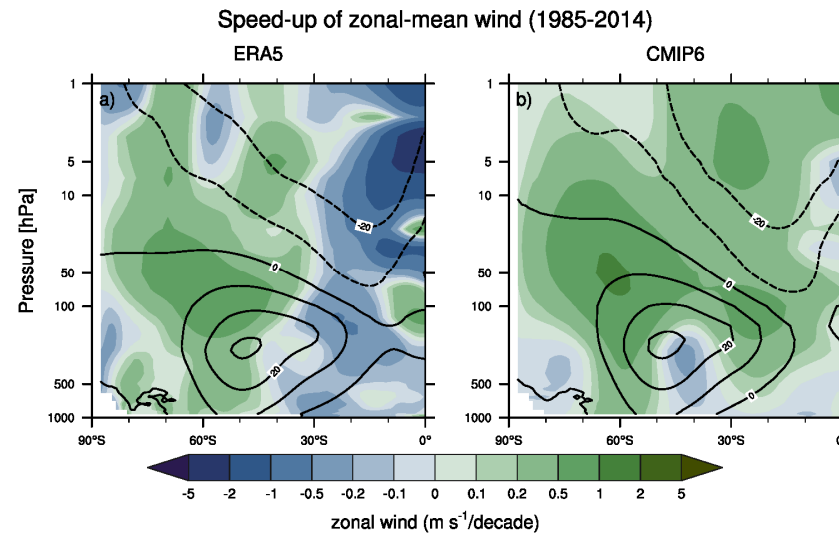 Speed-up of zonal-mean wind (1985-2014)
ERA5
CMIP6
a)
b)
Pressure [hPa]
1
5
10
50
100
500
1000
-20
0
20
-20
0
20
0
90°S 60°S 30°S 0°
90°S 60°S 30°S 0
-5 -2 -1 -0.5 -0.2 -0.1 0 0.1 0.2 0.5 1 2 5
zonal wind (m s⁻¹/decade)